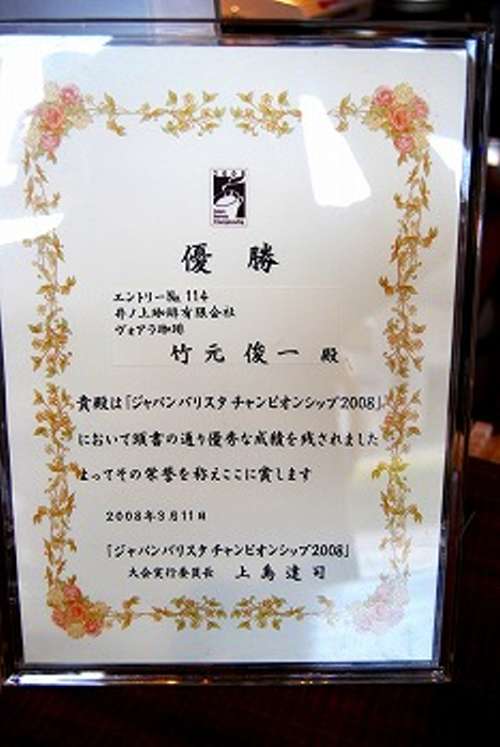 優勝
エントリー№114
井ノ上珈琲有限会社
ヴォアラ珈琲
竹元俊一 殿
貴殿は「ジャパンバリスタ チャンピオンシップ2008」
において頭書の通り優秀な成績を残されました
よってその栄誉を称えここに賞します
2008年3月11日
「ジャパンバリスタ チャンピオンシップ2008」
大会実行委員長 上島達司